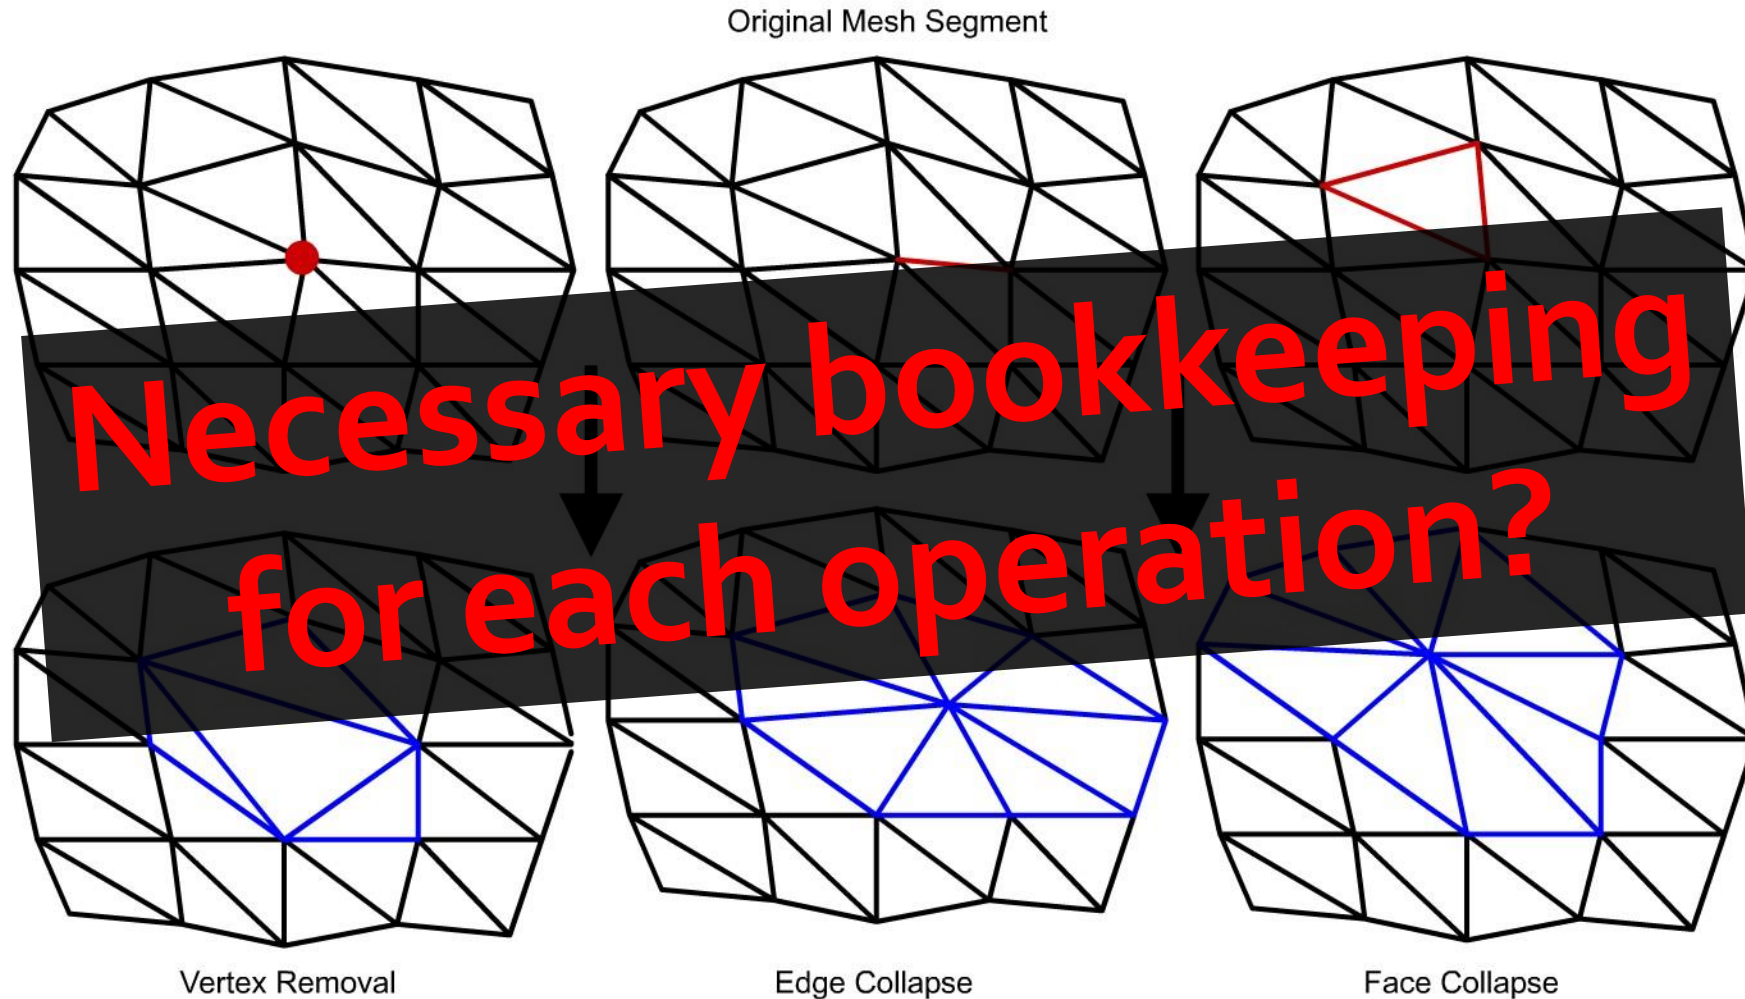 Original Mesh Segment
Necessary bookkeeping
for each operation?
Vertex Removal
Edge Collapse
Face Collapse